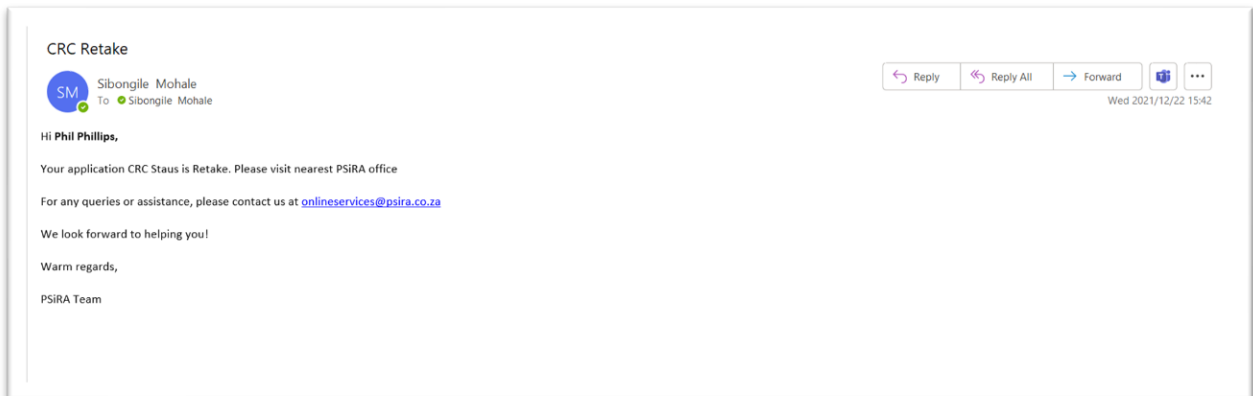 CRC Retake
SM
Sibongile Mohale
To Sibongile Mohale
Reply
Reply All
Forward
Wed 2021/12/22 15:42
Hi Phil Phillips,
Your application CRC Staus is Retake. Please visit nearest PSiRA office
For any queries or assistance, please contact us at onlineservices@psira.co.za
We look forward to helping you!
Warm regards,
PSiRA Team